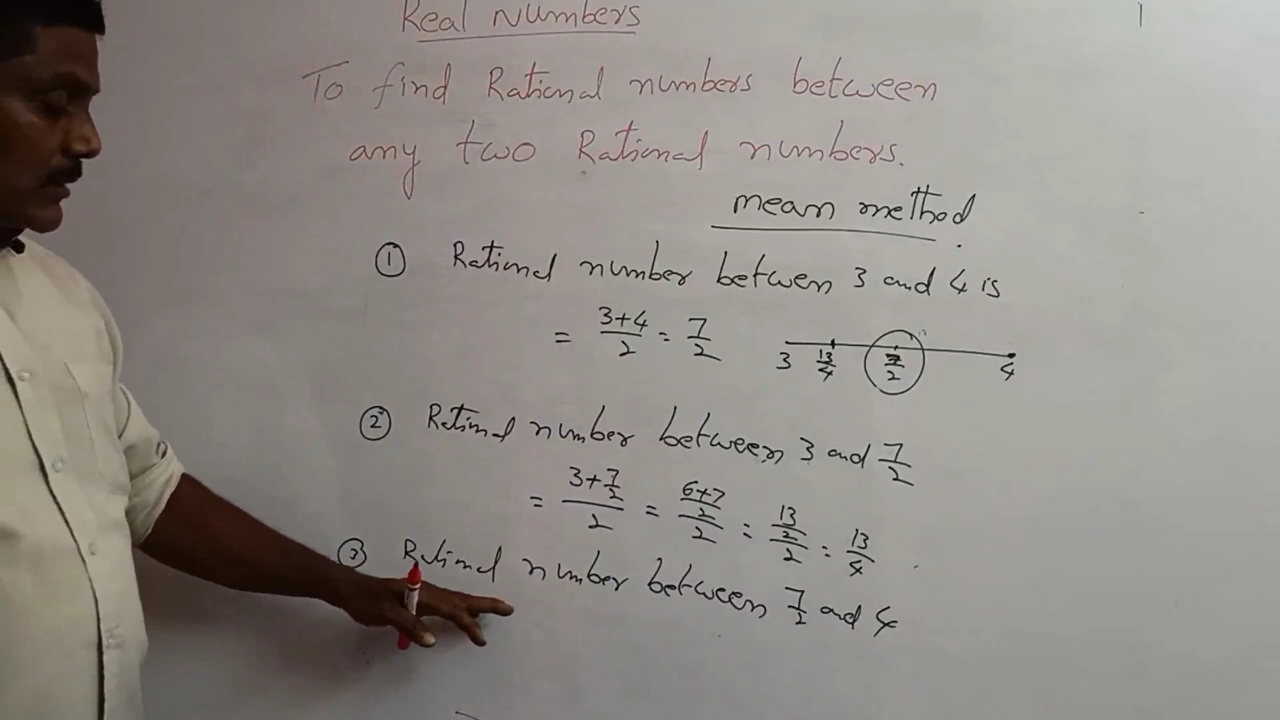 Real Numbers
To find Rational numbers between
any two Rational numbers.
mean method
① Rational number betwen 3 and 4 is
= (3+4)/2 = 7/2
3 13/4 7/2 4
② Rational number between 3 and 7/2
= (3+7/2)/2 = ((6+7)/2)/2 = (13/2)/2 = 13/4
③ Rational number between 7/2 and 4